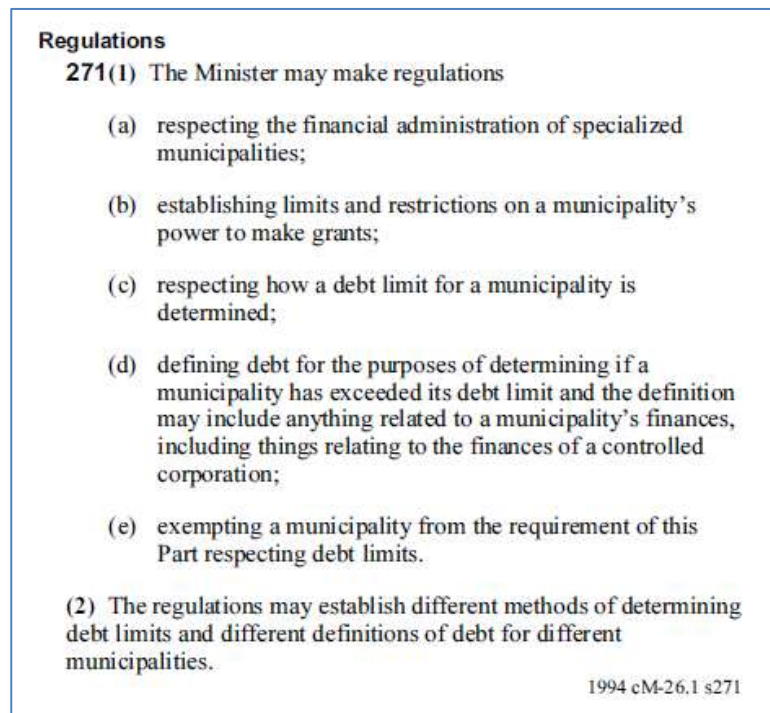 Regulations
271(1) The Minister may make regulations
(a) respecting the financial administration of specialized
municipalities;
(b) establishing limits and restrictions on a municipality's
power to make grants;
(c) respecting how a debt limit for a municipality is
determined;
(d) defining debt for the purposes of determining if a
municipality has exceeded its debt limit and the definition
may include anything related to a municipality's finances,
including things relating to the finances of a controlled
corporation;
(e) exempting a municipality from the requirement of this
Part respecting debt limits.
(2) The regulations may establish different methods of determining
debt limits and different definitions of debt for different
municipalities.
1994 cM-26.1 s271